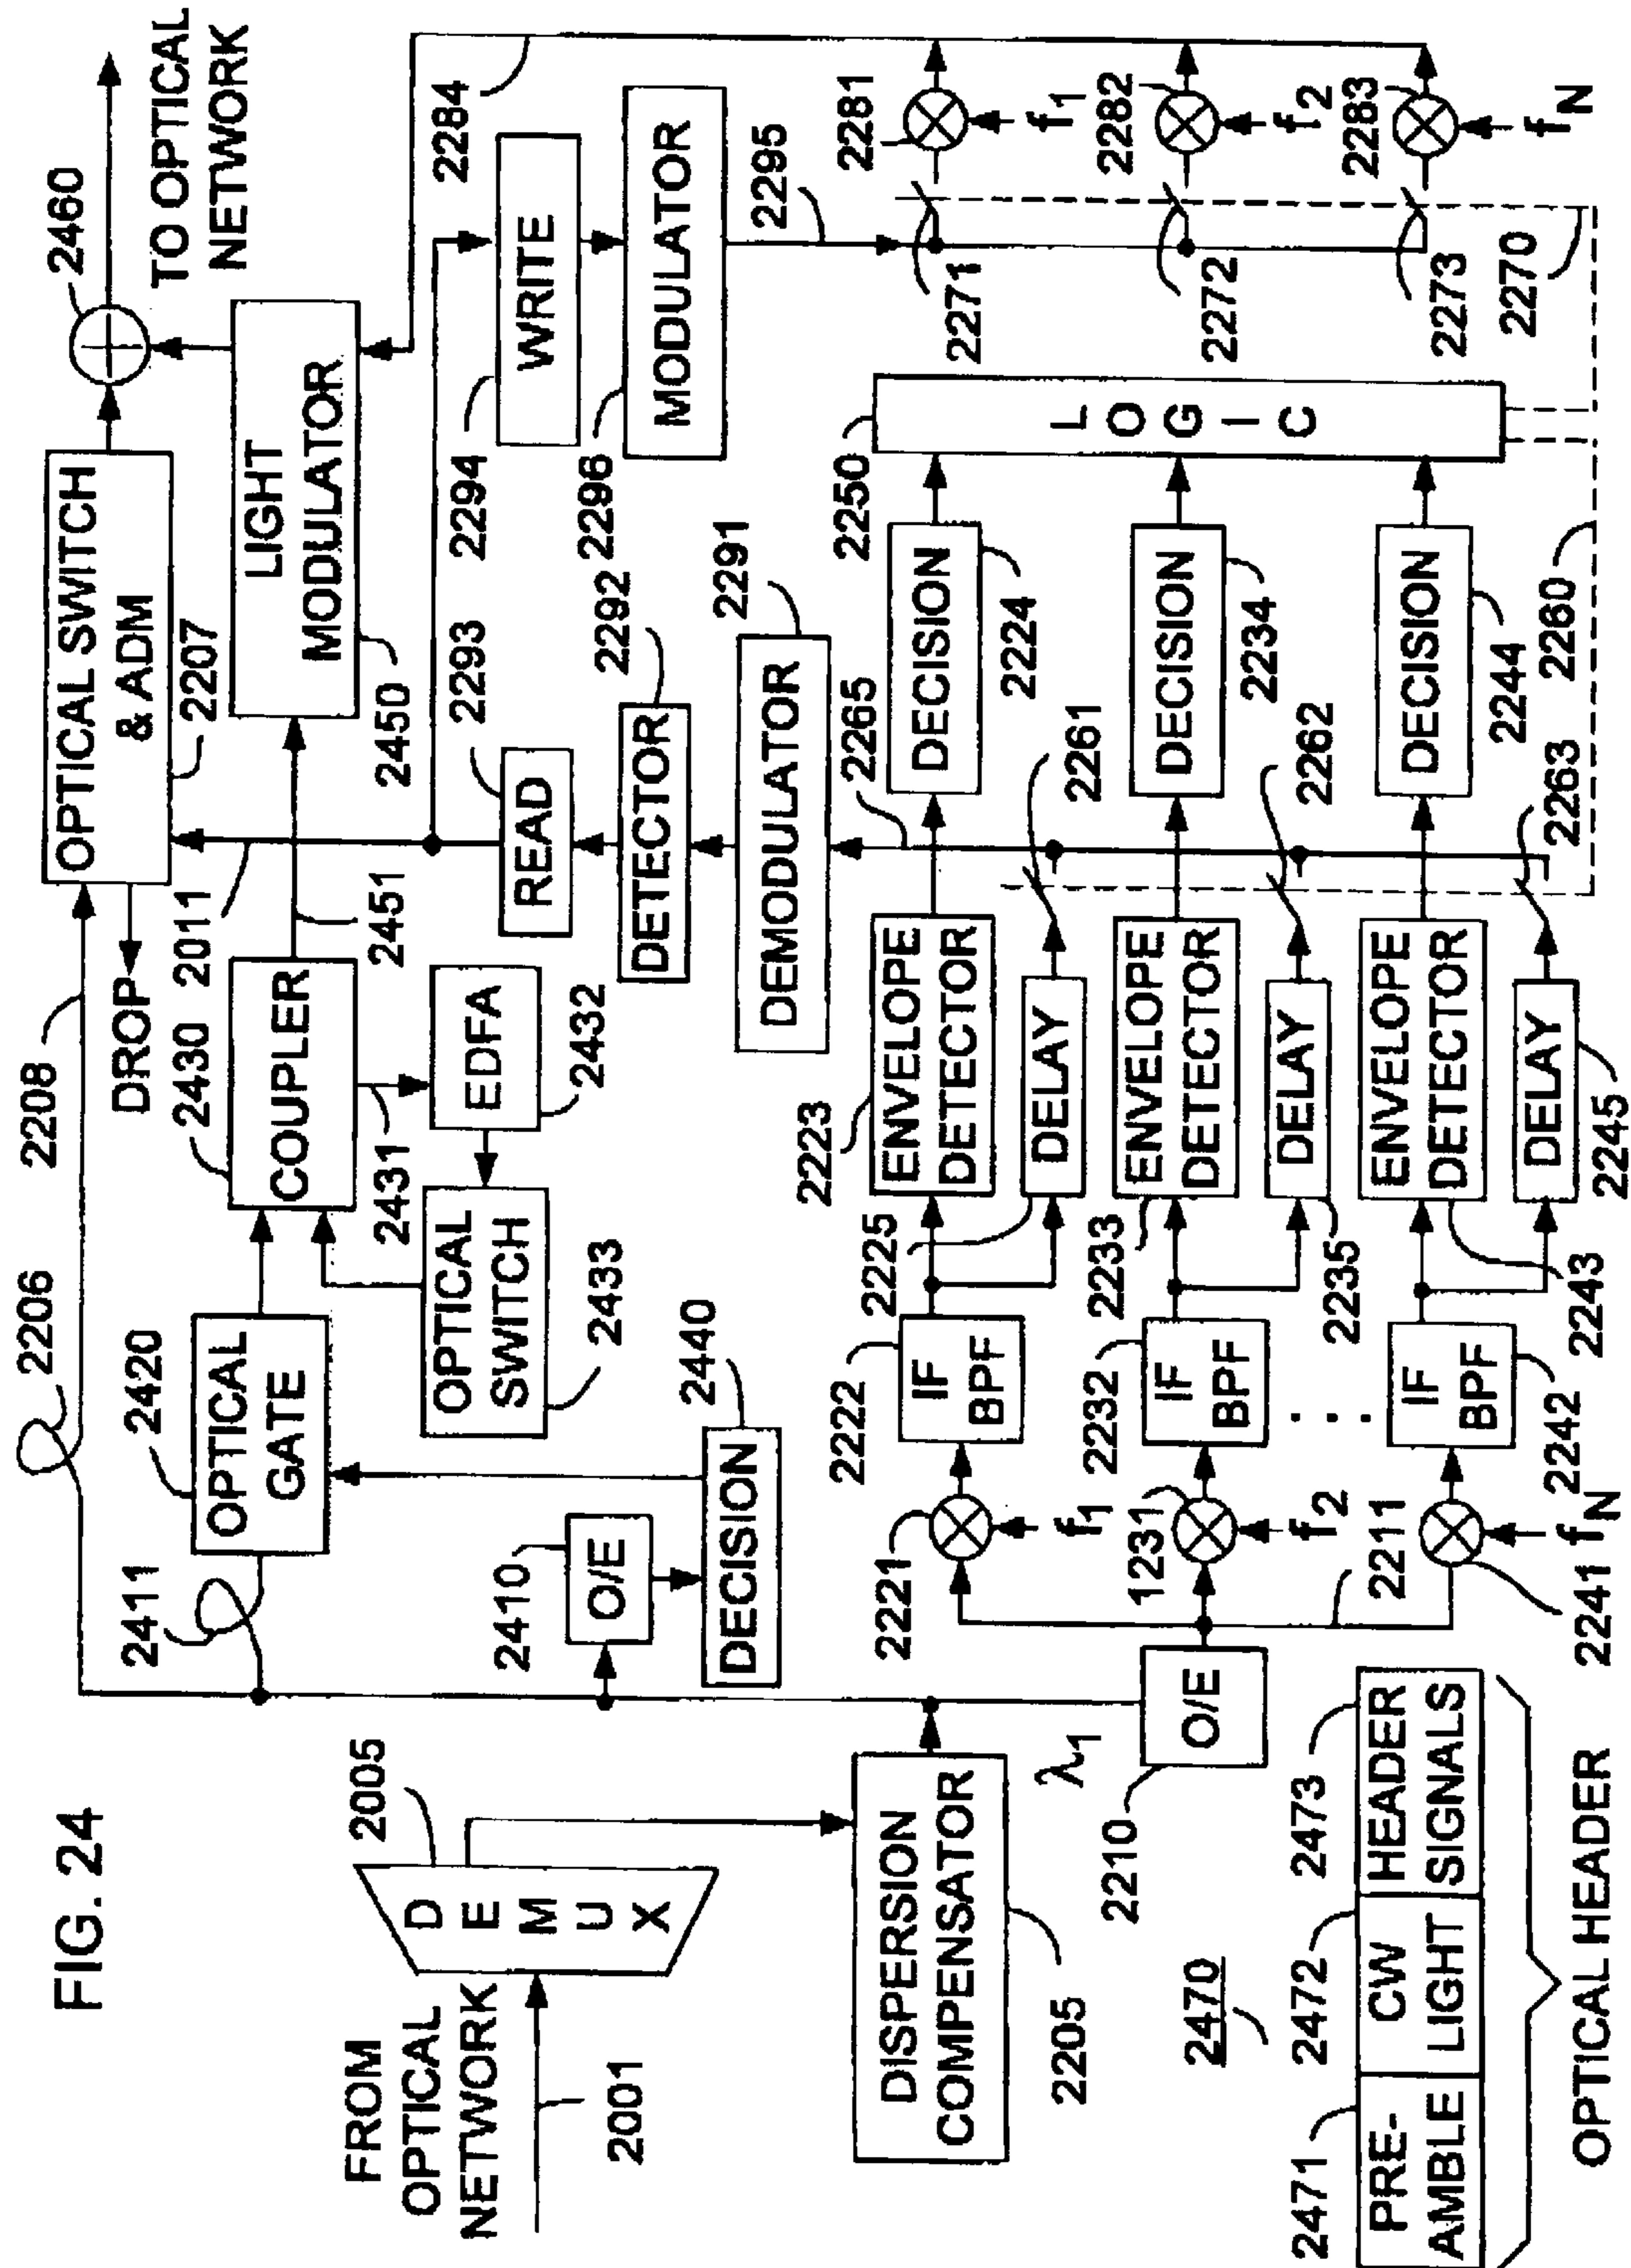 FIG. 24
FROM
OPTICAL
NETWORK
2001
DEMUX
2005
DISPERSION
COMPENSATOR
2205
2206
2208
2411
OPTICAL
GATE
2420
2410
O/E
DECISION
2440
COUPLER
2430
2431
EDFA
2432
OPTICAL
SWITCH
2433
2451
DROP
2011
OPTICAL SWITCH
& ADM
2207
LIGHT
MODULATOR
2450
2460
TO OPTICAL
NETWORK
READ
2293
DETECTOR
2292
DEMODULATOR
2291
WRITE
2294
MODULATOR
2296
2295
2284
λ1
O/E
2210
2211
2221
f1
IF
BPF
2222
ENVELOPE
DETECTOR
2223
DELAY
2225
DECISION
2224
2265
2261
1231
f2
IF
BPF
2232
ENVELOPE
DETECTOR
2233
DELAY
2235
DECISION
2234
2262
. . .
2241
fN
IF
BPF
2242
ENVELOPE
DETECTOR
2243
DELAY
2245
DECISION
2244
2263
2260
LOGIC
2250
2271
2281
f1
2272
2282
f2
2273
2283
fN
2270
2470
2471
2472
2473
PRE-
AMBLE
CW
LIGHT
HEADER
SIGNALS
OPTICAL HEADER